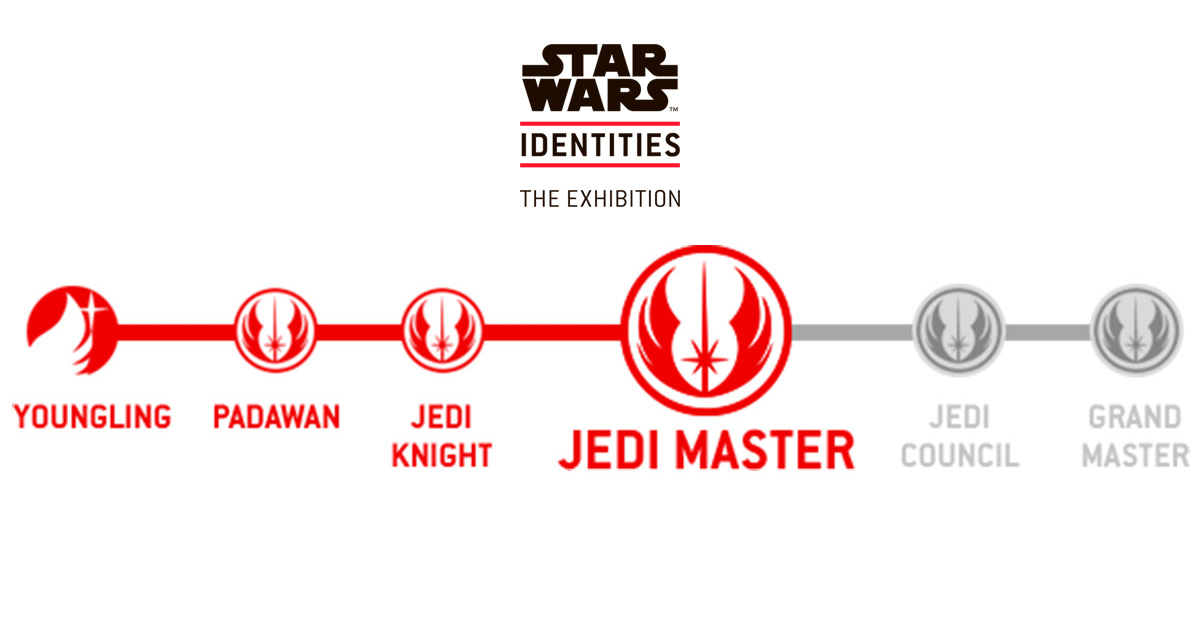 STAR
WARS™
IDENTITIES
THE EXHIBITION
YOUNGLING
PADAWAN
JEDI
KNIGHT
JEDI MASTER
JEDI
COUNCIL
GRAND
MASTER